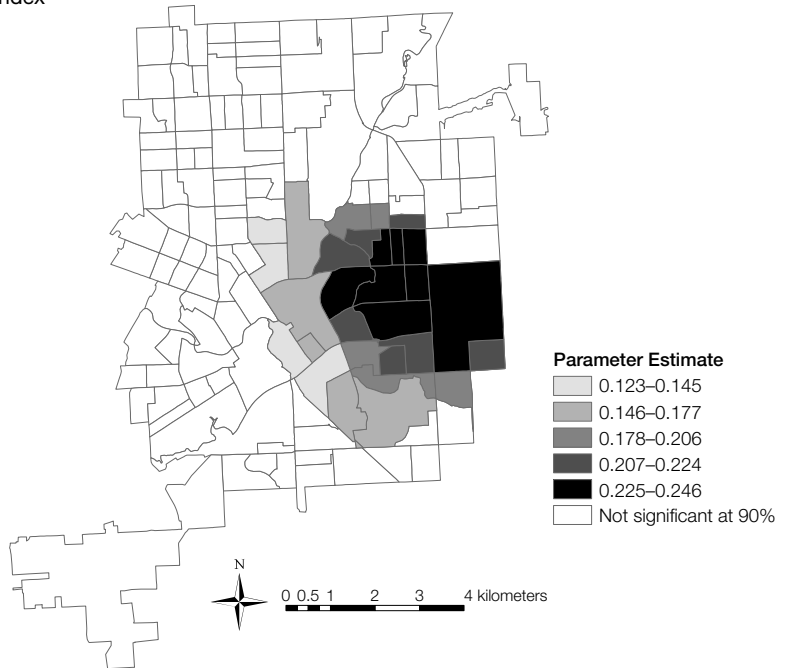 ndex
Parameter Estimate
0.123–0.145
0.146–0.177
0.178–0.206
0.207–0.224
0.225–0.246
Not significant at 90%
N
0 0.5 1 2 3 4 kilometers